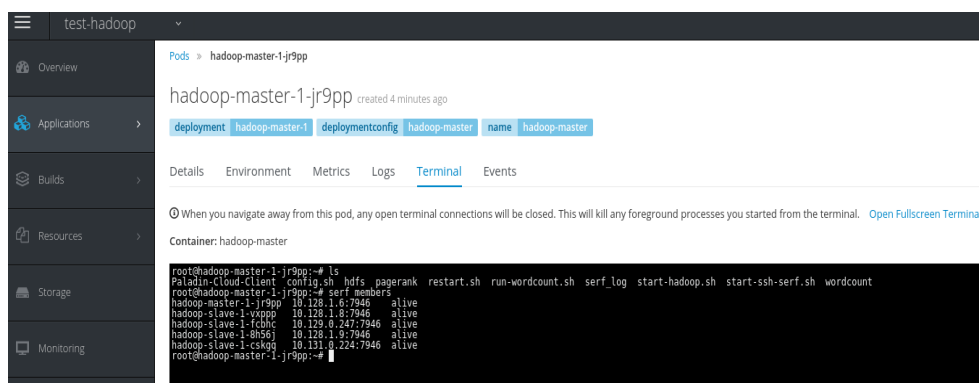 test-hadoop
Overview
Applications
Builds
Resources
Storage
Monitoring
Pods » hadoop-master-1-jr9pp
hadoop-master-1-jr9pp created 4 minutes ago
deployment hadoop-master-1 deploymentconfig hadoop-master name hadoop-master
Details Environment Metrics Logs Terminal Events
When you navigate away from this pod, any open terminal connections will be closed. This will kill any foreground processes you started from the terminal. Open Fullscreen Termina
Container: hadoop-master
root@hadoop-master-1-jr9pp:~# ls
Paladin-Cloud-Client config.sh hdfs pagerank restart.sh run-wordcount.sh serf_log start-hadoop.sh start-ssh-serf.sh wordcount
root@hadoop-master-1-jr9pp:~# serf members
hadoop-master-1-jr9pp 10.128.1.6:7946 alive
hadoop-slave-1-vxppp 10.128.1.8:7946 alive
hadoop-slave-1-fcbhc 10.129.0.247:7946 alive
hadoop-slave-1-8h56j 10.128.1.9:7946 alive
hadoop-slave-1-cskgq 10.131.0.224:7946 alive
root@hadoop-master-1-jr9pp:~#